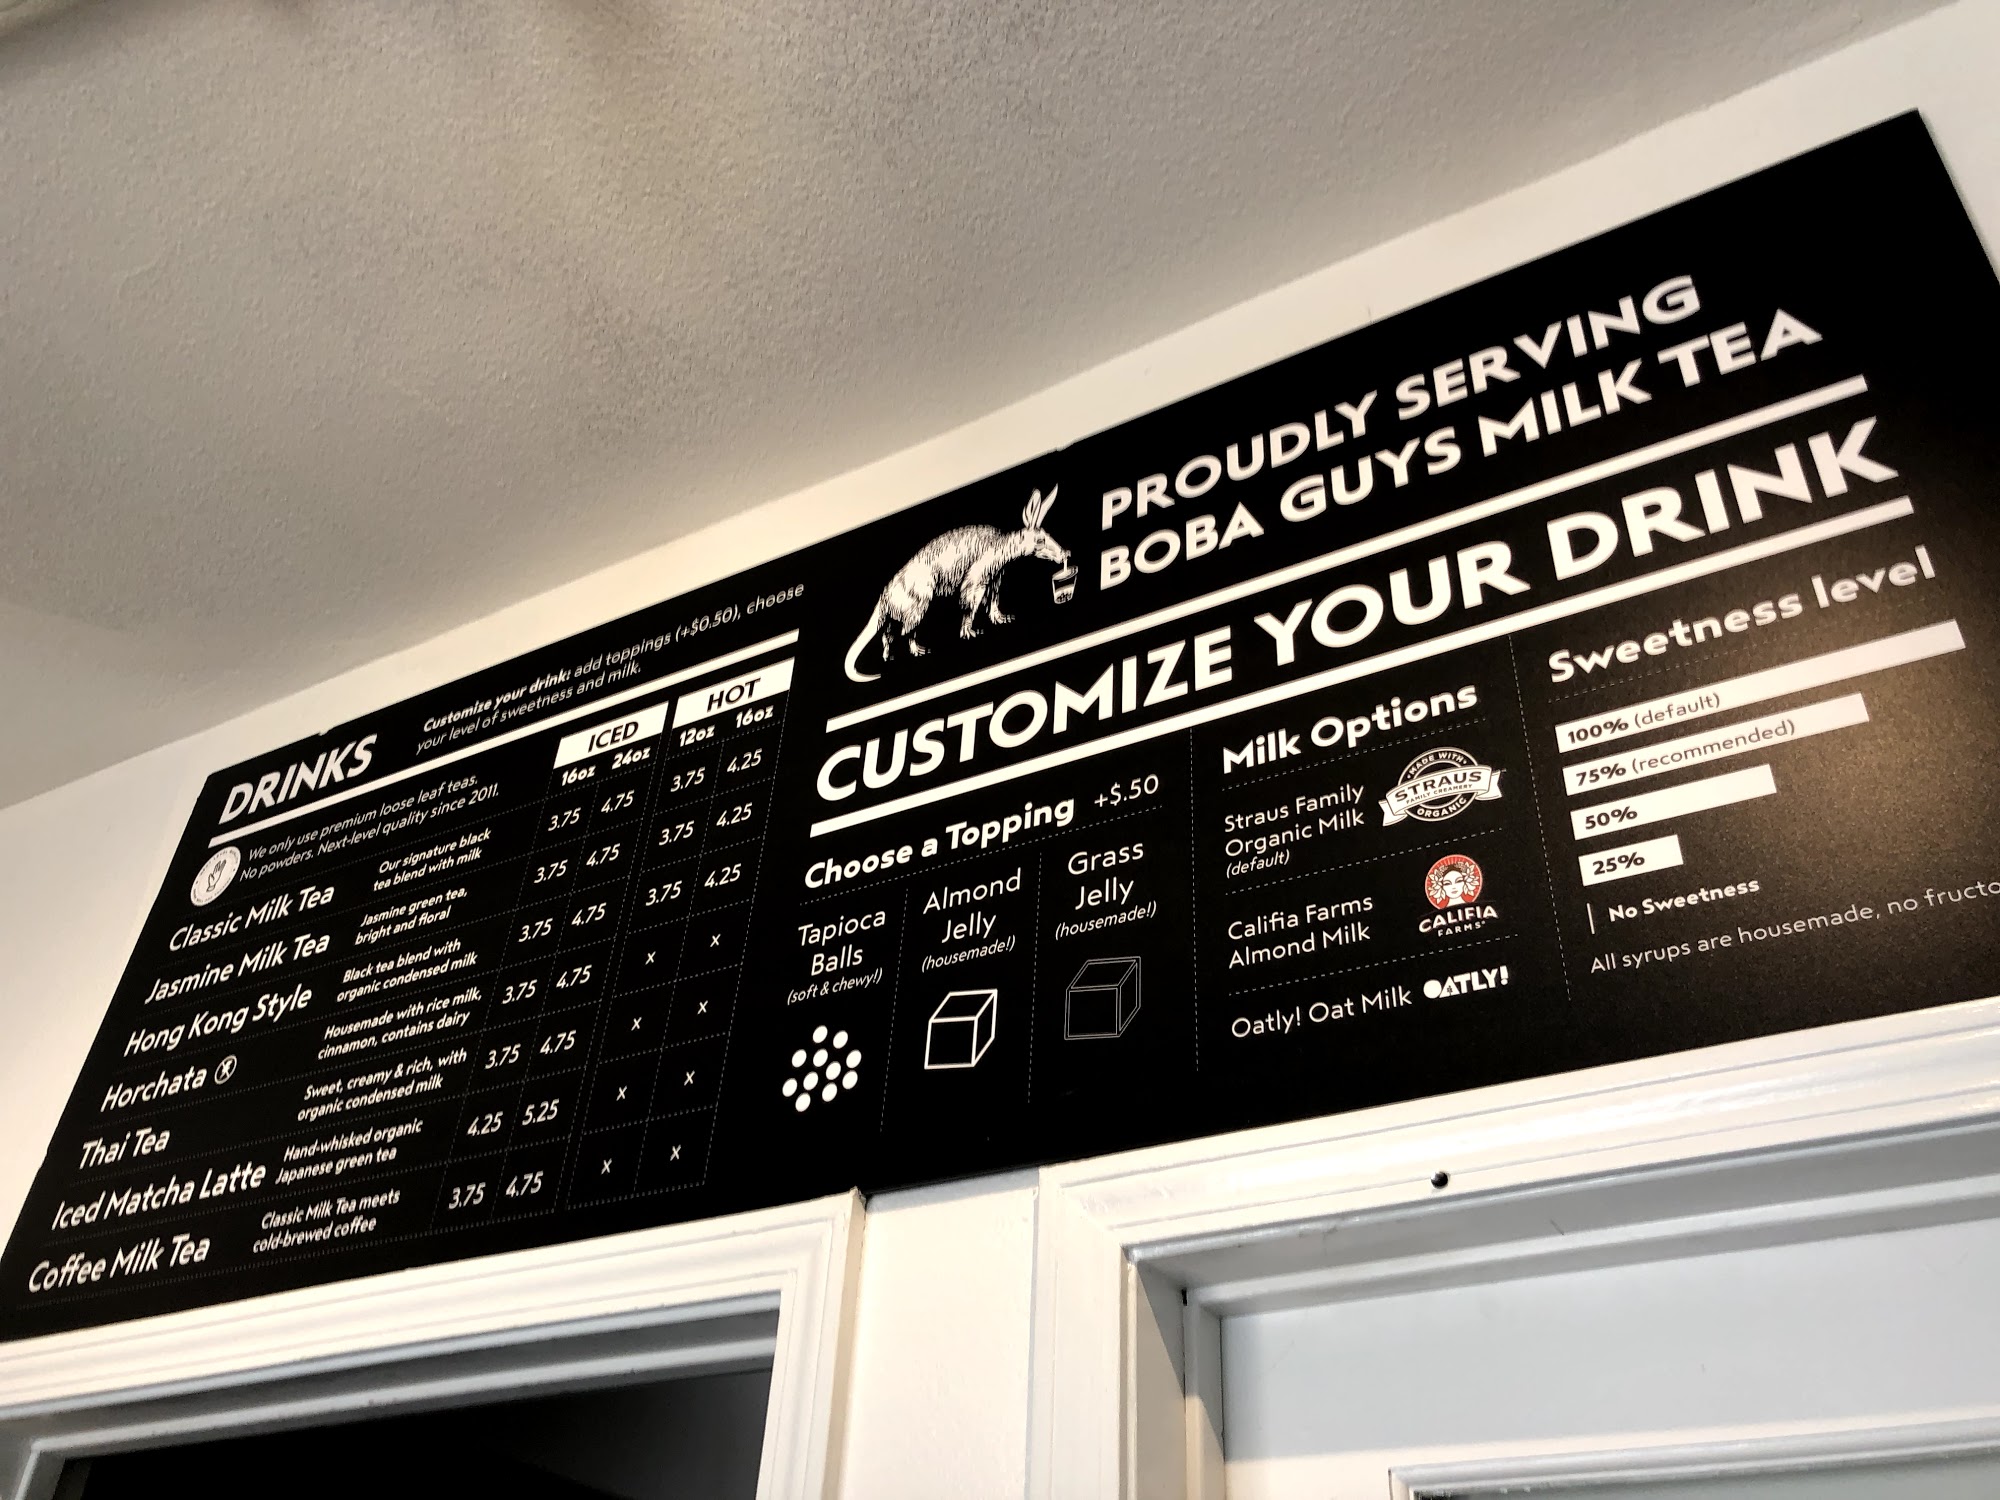 DRINKS
Customize your drink: add toppings (+$0.50), choose
your level of sweetness and milk.
We only use premium loose leaf teas.
No powders. Next-level quality since 2011.
ICED HOT
16oz 24oz 12oz 16oz
Classic Milk Tea
Our signature black
tea blend with milk
3.75 4.75 3.75 4.25
Jasmine Milk Tea
Jasmine green tea,
bright and floral
3.75 4.75 3.75 4.25
Hong Kong Style
Black tea blend with
organic condensed milk
3.75 4.75 3.75 4.25
Horchata
Housemade with rice milk,
cinnamon, contains dairy
3.75 4.75 x x
Thai Tea
Sweet, creamy & rich, with
organic condensed milk
3.75 4.75 x x
Iced Matcha Latte
Hand-whisked organic
Japanese green tea
4.25 5.25 x x
Coffee Milk Tea
Classic Milk Tea meets
cold-brewed coffee
3.75 4.75 x x
PROUDLY SERVING
BOBA GUYS MILK TEA
CUSTOMIZE YOUR DRINK
Choose a Topping +$.50
Tapioca
Balls
(soft & chewy!)
Almond
Jelly
(housemade!)
Grass
Jelly
(housemade!)
Milk Options
Straus Family
Organic Milk
(default)
MADE WITH
STRAUS
FAMILY CREAMERY
ORGANIC
Califia Farms
Almond Milk
CALIFIA
FARMS
Oatly! Oat Milk
OATLY!
Sweetness level
100% (default)
75% (recommended)
50%
25%
No Sweetness
All syrups are housemade, no fructo